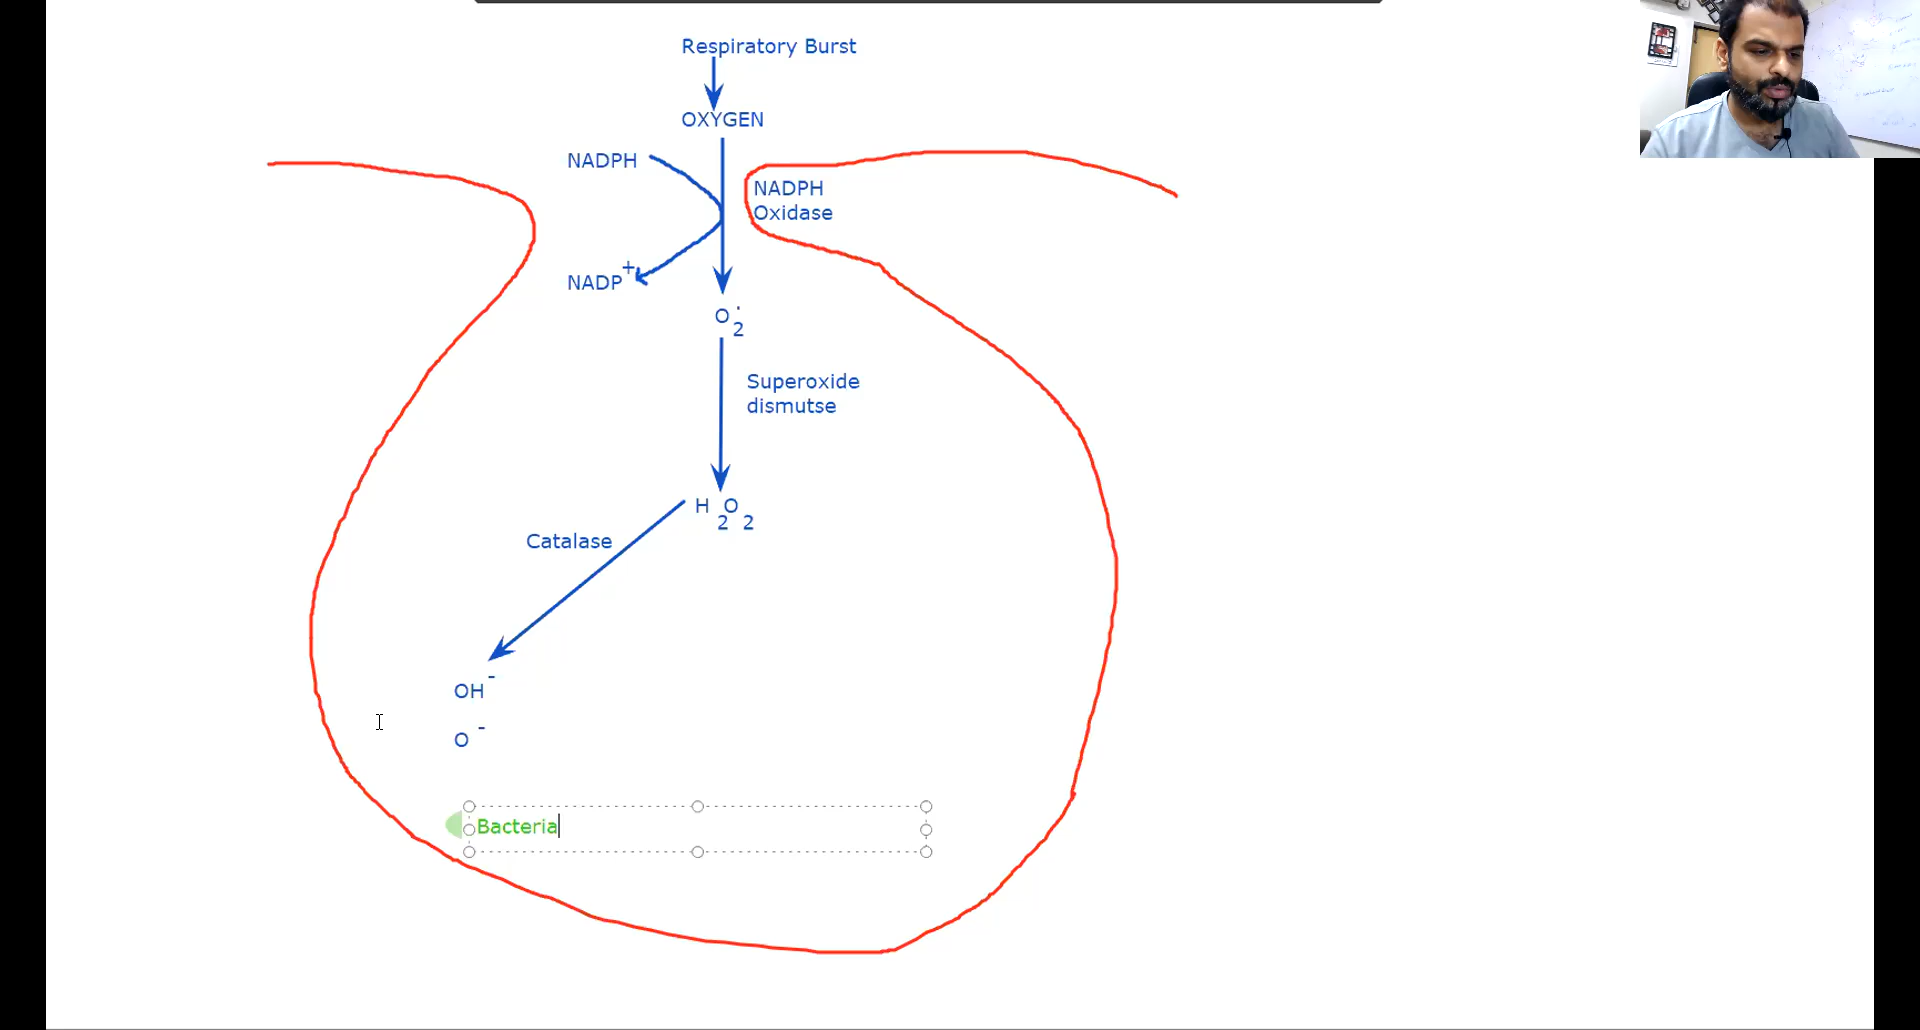 Respiratory Burst
OXYGEN
NADPH
NADPH
Oxidase
NADP+
O2·
Superoxide
dismutse
H2O2
Catalase
OH-
O-
Bacteria